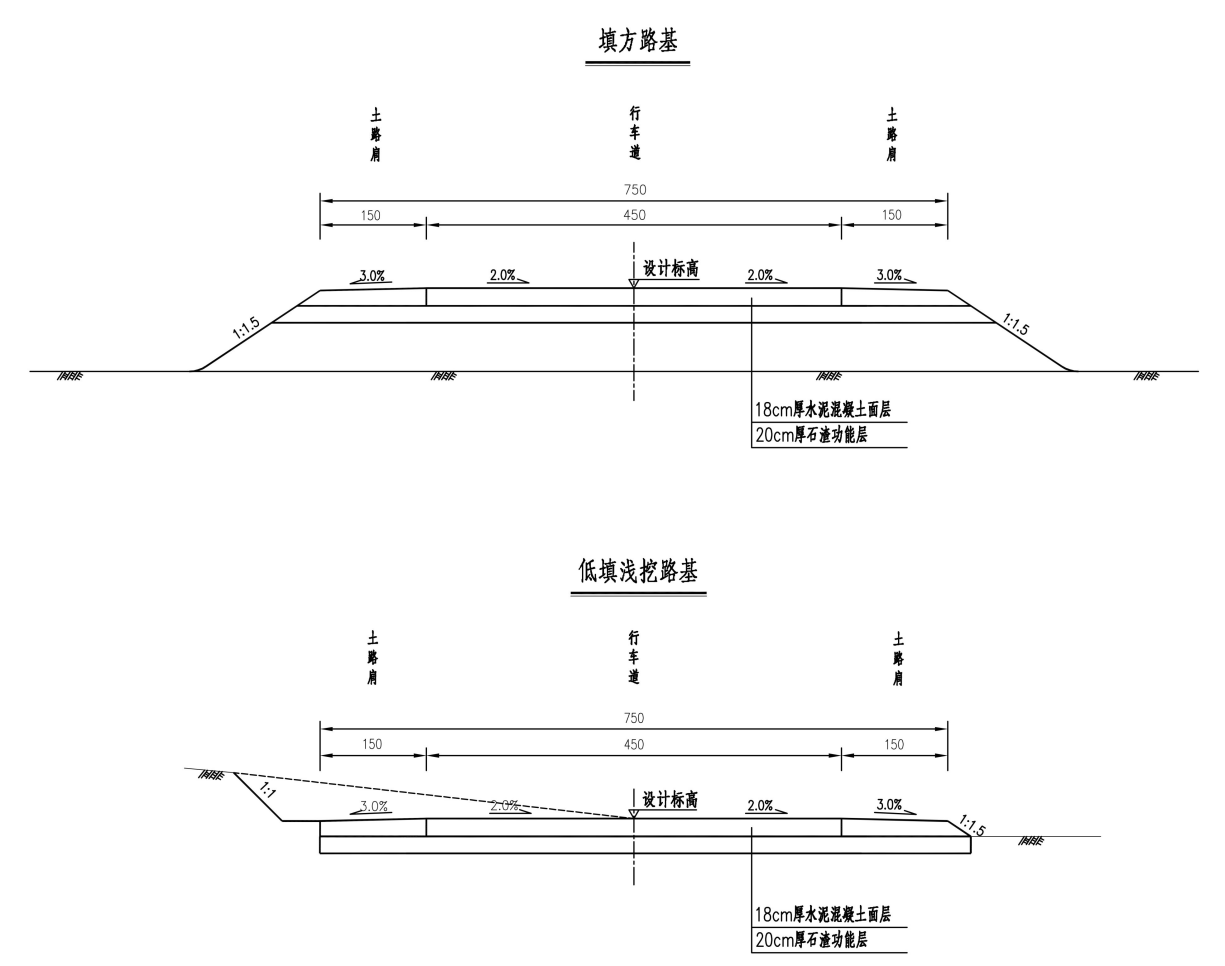 填方路基
土路肩
行车道
土路肩
750
150
450
150
设计标高
3.0%
2.0%
2.0%
3.0%
1:1.5
1:1.5
18cm厚水泥混凝土面层
20cm厚石渣功能层
低填浅挖路基
土路肩
行车道
土路肩
750
150
450
150
1:1
设计标高
3.0%
2.0%
2.0%
3.0%
1:1.5
18cm厚水泥混凝土面层
20cm厚石渣功能层